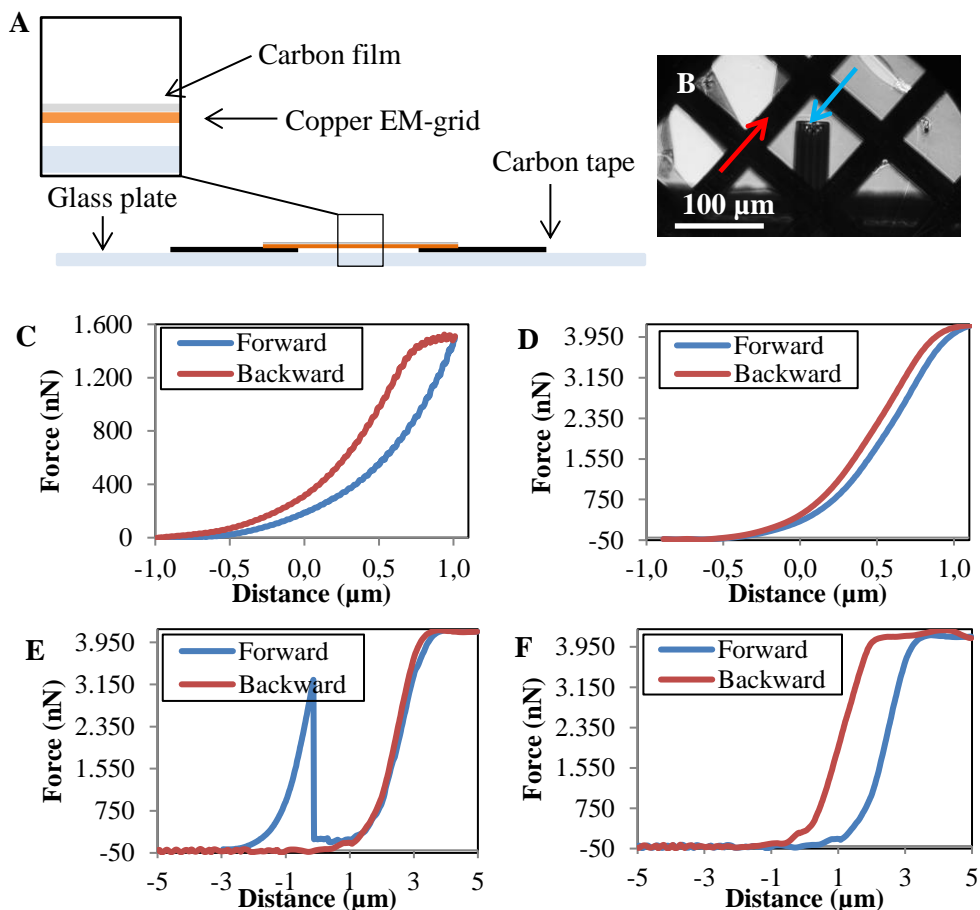 A
Carbon film
Copper EM-grid
Carbon tape
Glass plate
B
100 µm
C
Force (nN)
1.600
1.200
800
400
0
Forward
Backward
-1,0
-0,5
0,0
0,5
1,0
Distance (µm)
D
Force (nN)
3.950
3.150
2.350
1.550
750
-50
Forward
Backward
-1,0
-0,5
0,0
0,5
1,0
Distance (µm)
E
Force (nN)
3.950
3.150
2.350
1.550
750
-50
Forward
Backward
-5
-3
-1
1
3
5
Distance (µm)
F
Force (nN)
3.950
3.150
2.350
1.550
750
-50
Forward
Backward
-5
-3
-1
1
3
5
Distance (µm)